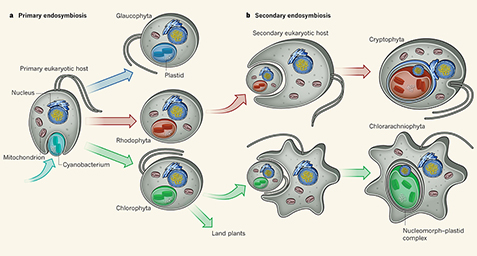 a Primary endosymbiosis
Glaucophyta
Primary eukaryotic host
Nucleus
Plastid
Rhodophyta
Mitochondrion
Cyanobacterium
Chlorophyta
Land plants
b Secondary endosymbiosis
Secondary eukaryotic host
Cryptophyta
Chlorarachniophyta
Nucleomorph–plastid
complex